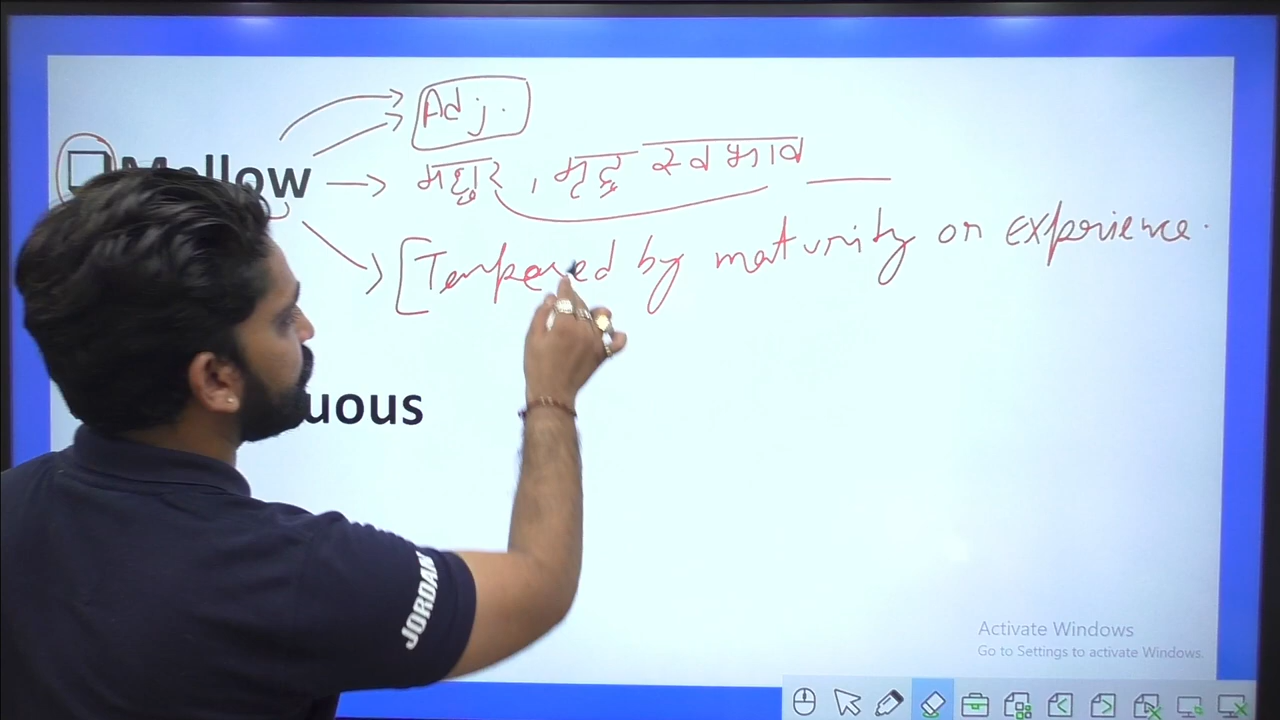 Adj.
Mellow
मधुर , मृदु स्वभाव
[Tempered by maturity or experience.
uous
JORDAN
Activate Windows
Go to Settings to activate Windows.